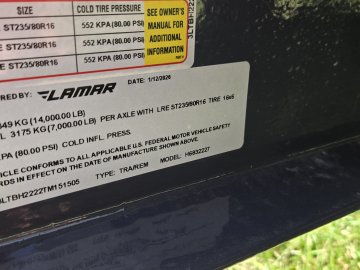 SIZE COLD TIRE PRESSURE
ST235/80R16 552 KPA (80.00 PSI)
E ST235/80R16 552 KPA (80.00 PSI)
E ST235/80R16 552 KPA (80.00 PSI)
SEE OWNER'S
MANUAL FOR
ADDITIONAL
INFORMATION
RED BY: LAMAR DATE: 1/12/2026
349 KG (14,000.00 LB)
L 3175 KG(7,000.00 LB) PER AXLE WITH LRE ST235/80R16 TIRE 16x6
KPA (80.00 PSI) COLD INFL. PRESS.
VEHICLE CONFORMS TO ALL APPLICABLE U.S. FEDERAL MOTOR VEHICLE SAFETY
ARDS IN EFFECT ON THE DATE OF MANUFACTURE SHOWN ABOVE.
LTBH2222TM151505
TYPE: TRA/REM MODEL: H6832227